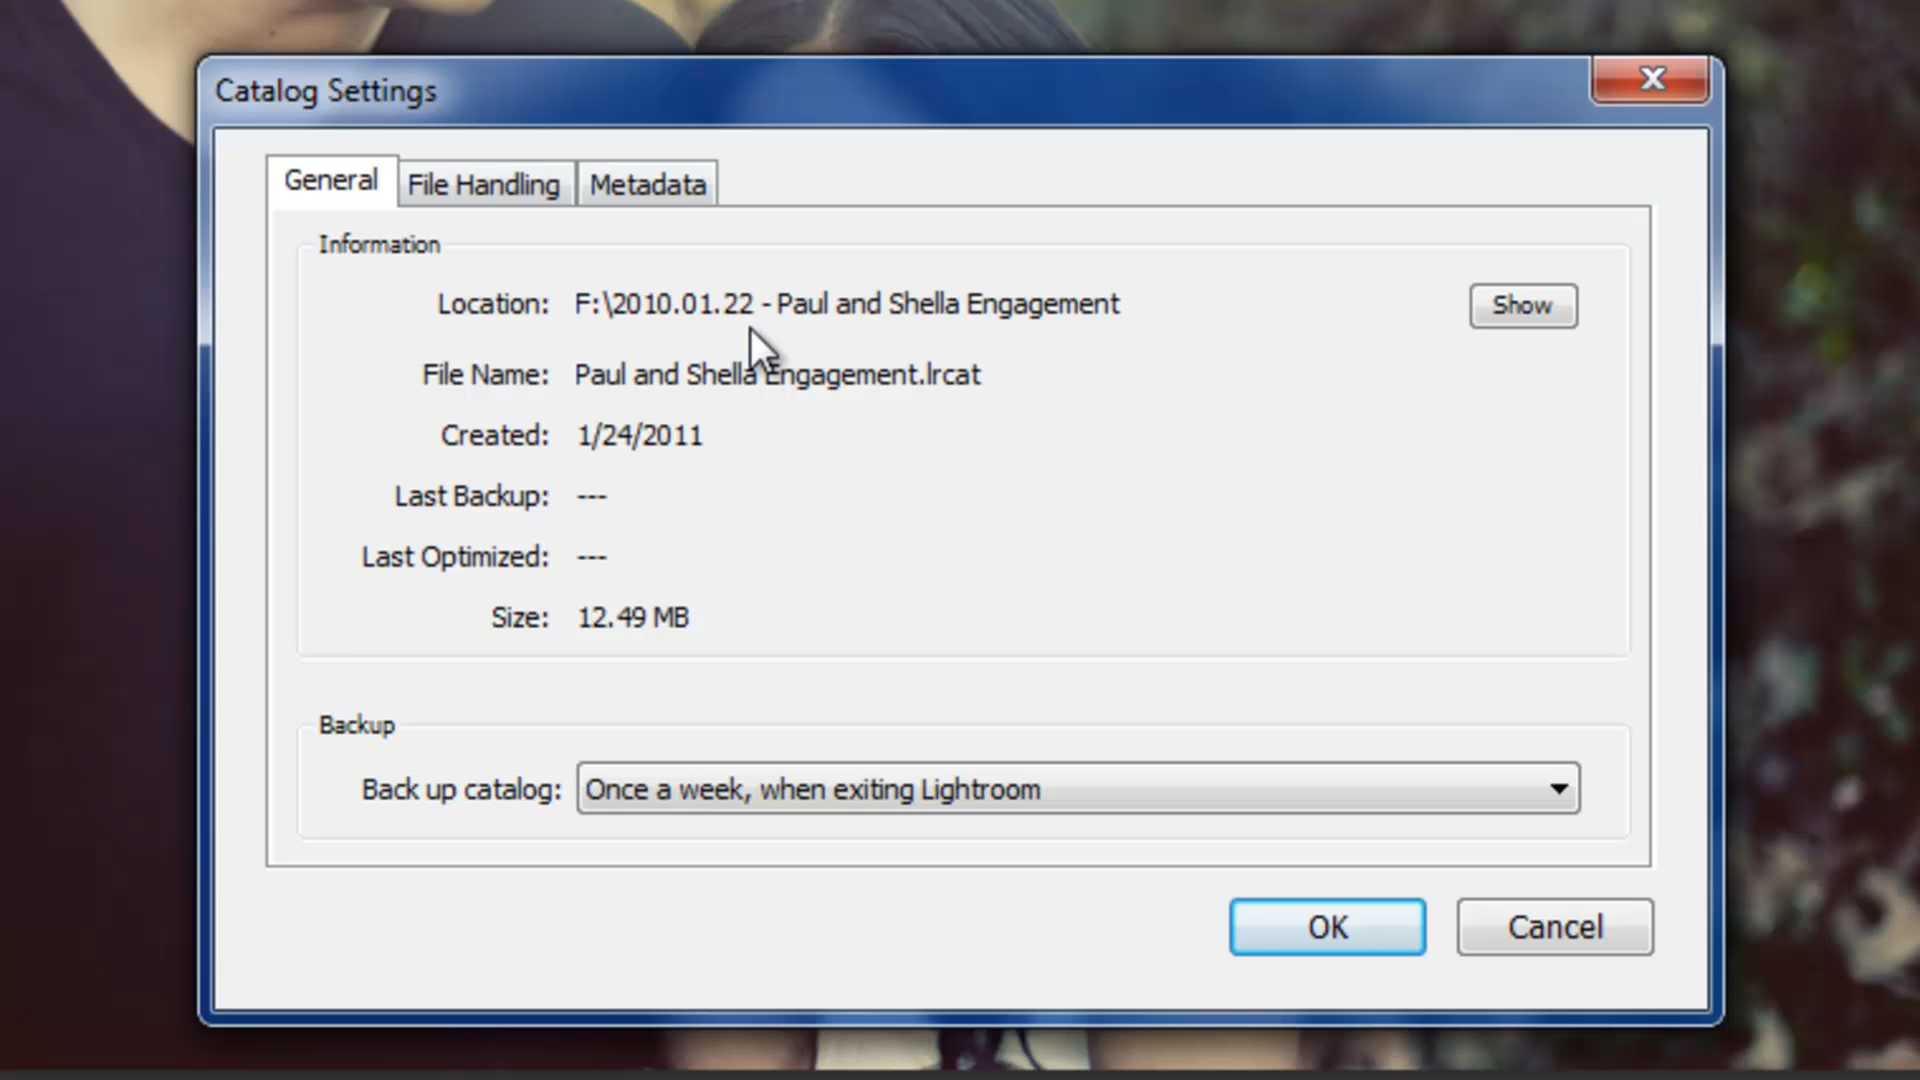 Catalog Settings
General File Handling Metadata
Information
Location: F:\2010.01.22 - Paul and Shella Engagement Show
File Name: Paul and Shella Engagement.lrcat
Created: 1/24/2011
Last Backup: ---
Last Optimized: ---
Size: 12.49 MB
Backup
Back up catalog: Once a week, when exiting Lightroom
OK Cancel